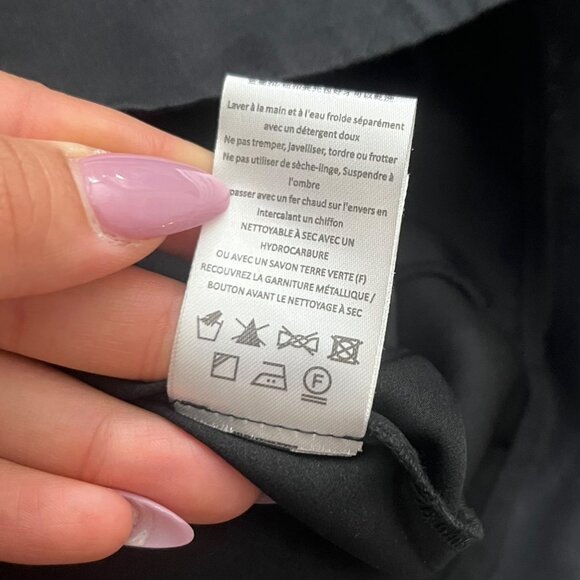 Laver à la main et à l'eau froide séparément
avec un détergent doux
Ne pas tremper, javelliser, tordre ou frotter
Ne pas utiliser de sèche-linge, Suspendre à
l'ombre
passer avec un fer chaud sur l'envers en
intercalant un chiffon
NETTOYABLE À SEC AVEC UN
HYDROCARBURE
OU AVEC UN SAVON TERRE VERTE (F)
RECOUVREZ LA GARNITURE MÉTALLIQUE /
BOUTON AVANT LE NETTOYAGE À SEC
F